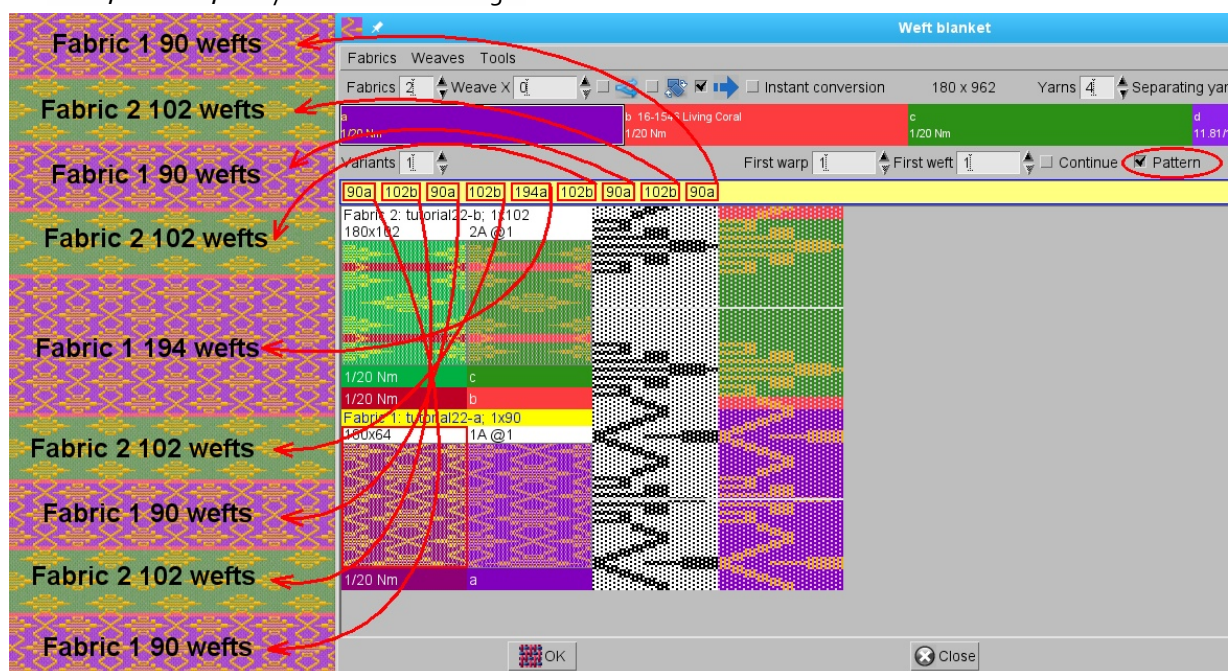 Fabric 1 90 wefts
Fabric 2 102 wefts
Fabric 1 90 wefts
Fabric 2 102 wefts
Fabric 1 194 wefts
Fabric 2 102 wefts
Fabric 1 90 wefts
Fabric 2 102 wefts
Fabric 1 90 wefts
Weft blanket
Fabrics Weaves Tools
Fabrics 2 Weave X 0 Instant conversion 180 x 962 Yarns 4 Separating yar
a b 16-1546 Living Coral c d
1/20 Nm 1/20 Nm 1/20 Nm 11.81/
Variants 1 First warp 1 First weft 1 Continue Pattern
90a 102b 90a 102b 194a 102b 90a 102b 90a
Fabric 2: tutorial22-b; 1x102
180x102 2A @1
1/20 Nm c
1/20 Nm b
Fabric 1: tutorial22-a; 1x90
180x64 1A @1
1/20 Nm a
OK Close